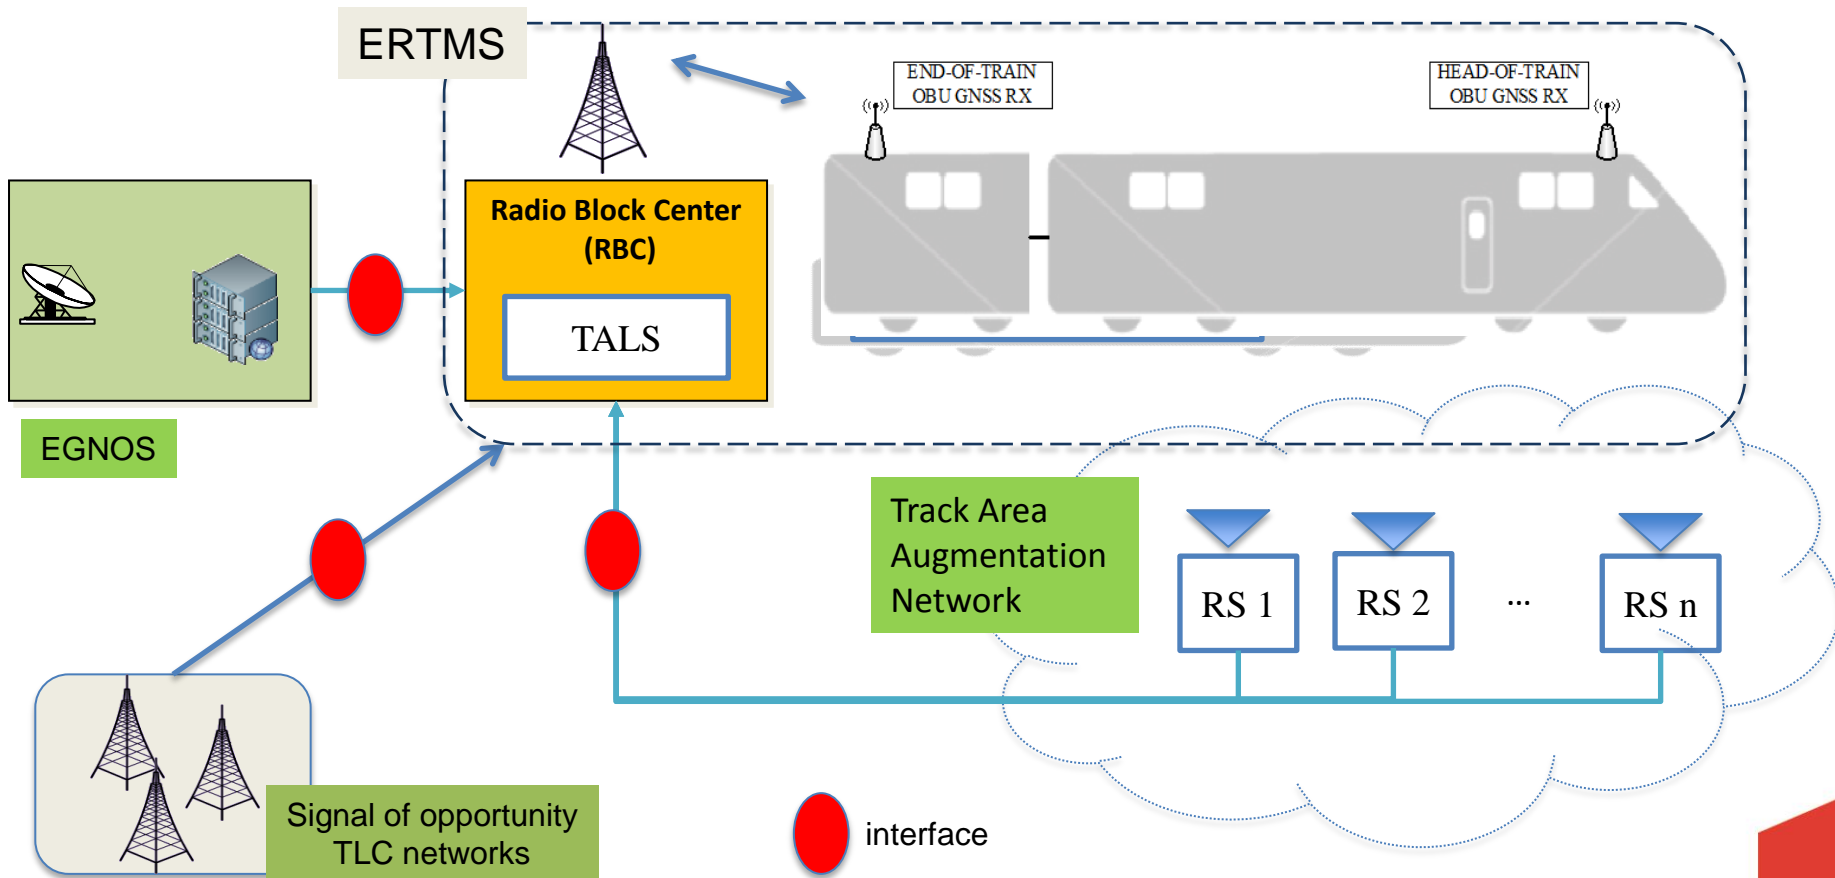 ERTMS
END-OF-TRAIN
OBU GNSS RX
HEAD-OF-TRAIN
OBU GNSS RX
Radio Block Center
(RBC)
TALS
EGNOS
Track Area
Augmentation
Network
RS 1
RS 2
...
RS n
Signal of opportunity
TLC networks
interface